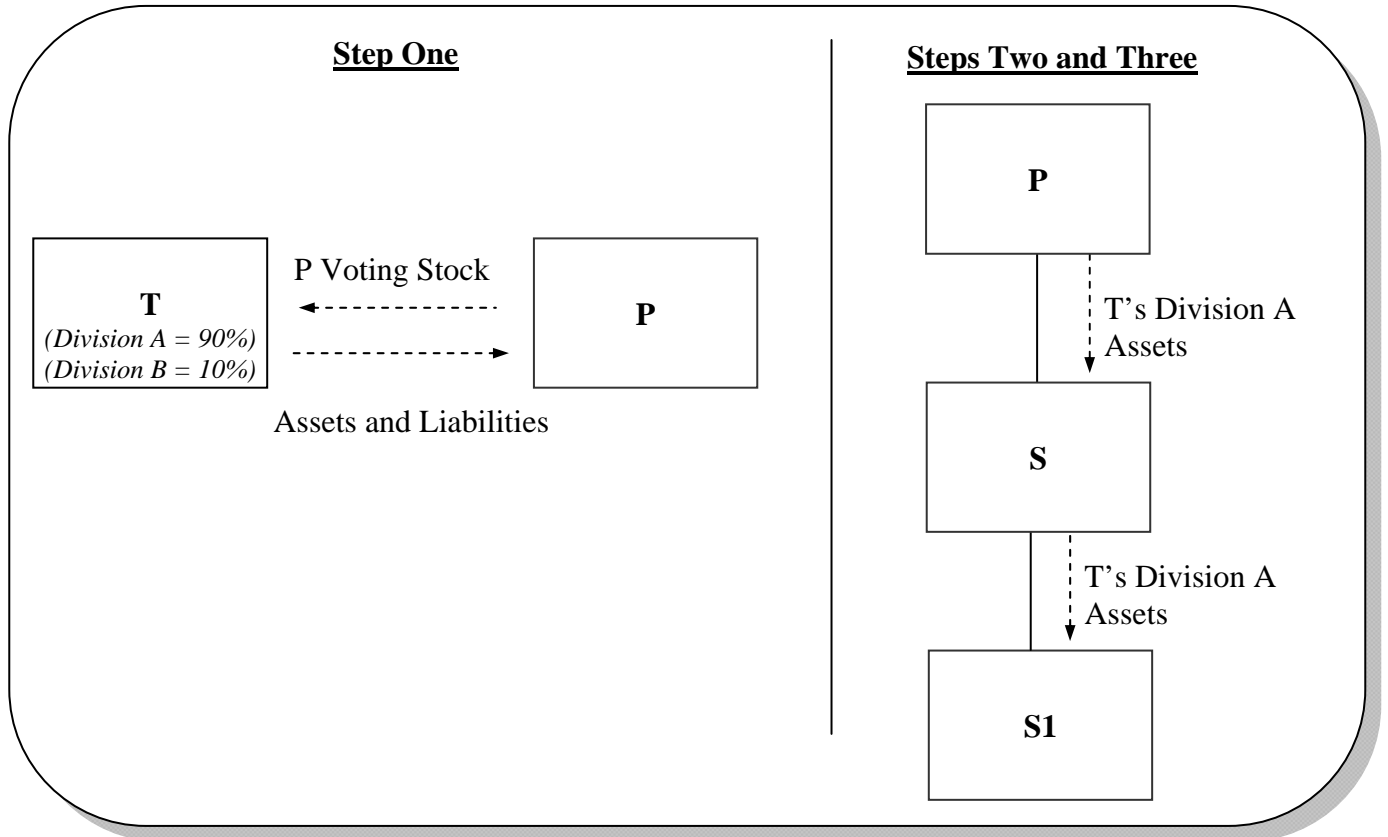 Step One
T
(Division A = 90%)
(Division B = 10%)
P Voting Stock
Assets and Liabilities
P
Steps Two and Three
P
T’s Division A
Assets
S
T’s Division A
Assets
S1